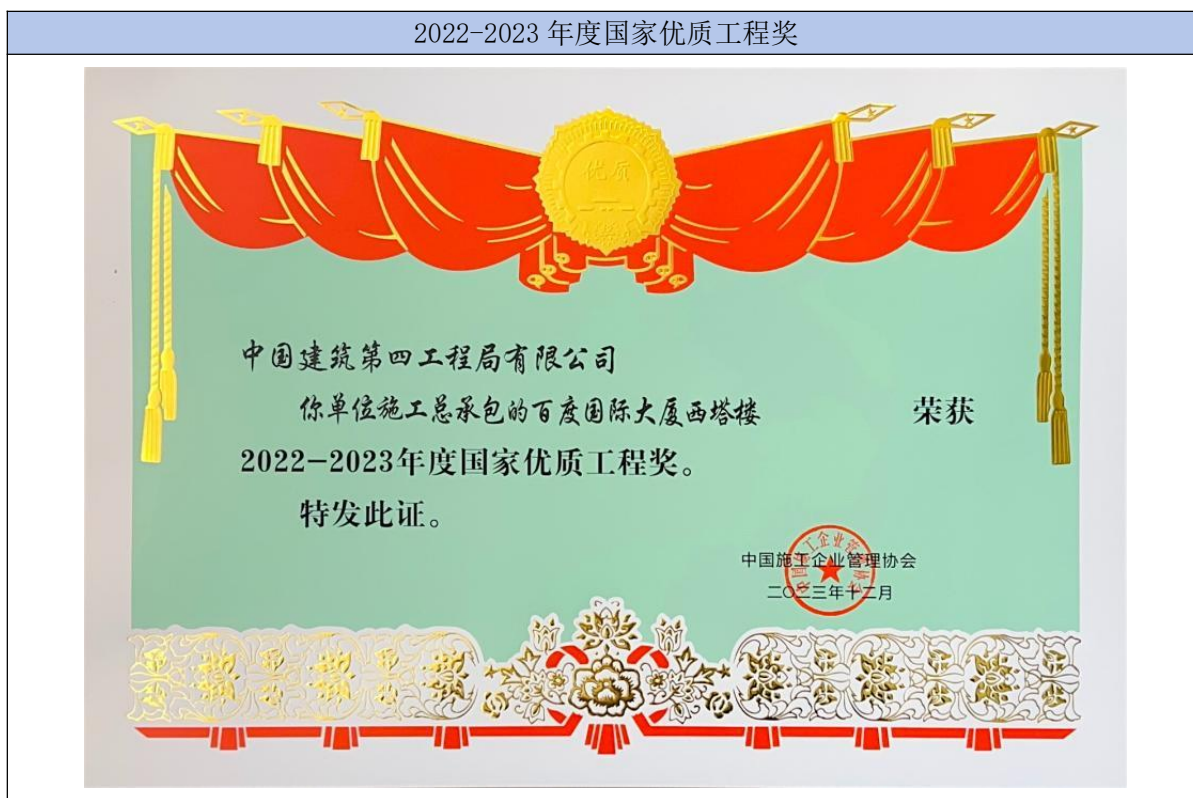 2022-2023 年度国家优质工程奖
优质
中国建筑第四工程局有限公司
你单位施工总承包的百度国际大厦西塔楼 荣获
2022-2023年度国家优质工程奖。
特发此证。
中国施工企业管理协会
二〇二三年十二月